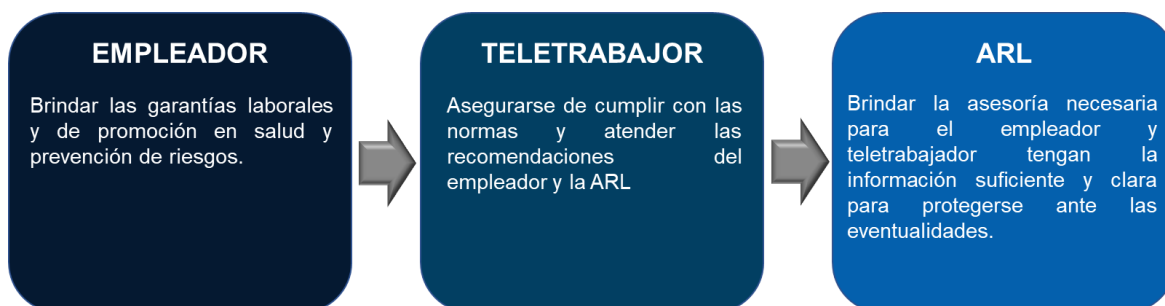 EMPLEADOR
Brindar las garantías laborales
y de promoción en salud y
prevención de riesgos.
TELETRABAJOR
Asegurarse de cumplir con las
normas y atender las
recomendaciones del
empleador y la ARL
ARL
Brindar la asesoría necesaria
para el empleador y
teletrabajador tengan la
información suficiente y clara
para protegerse ante las
eventualidades.